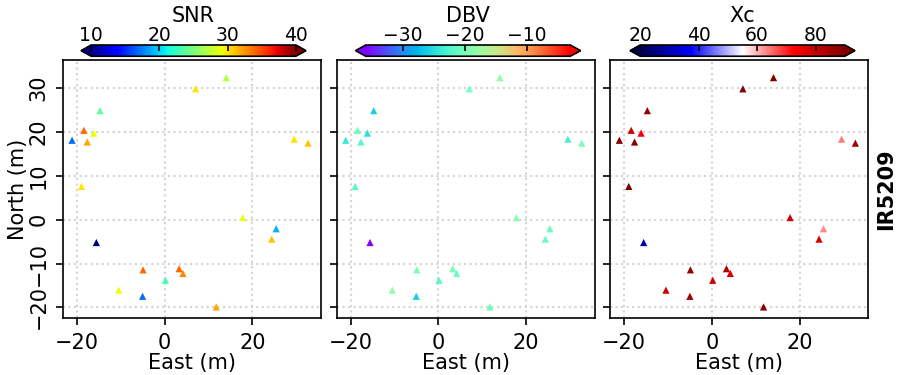 SNR DBV Xc
10 20 30 40 −30 −20 −10 20 40 60 80
North (m)
30
20
10
0
−10
−20
IR5209
−20 0 20 −20 0 20 −20 0 20
East (m) East (m) East (m)